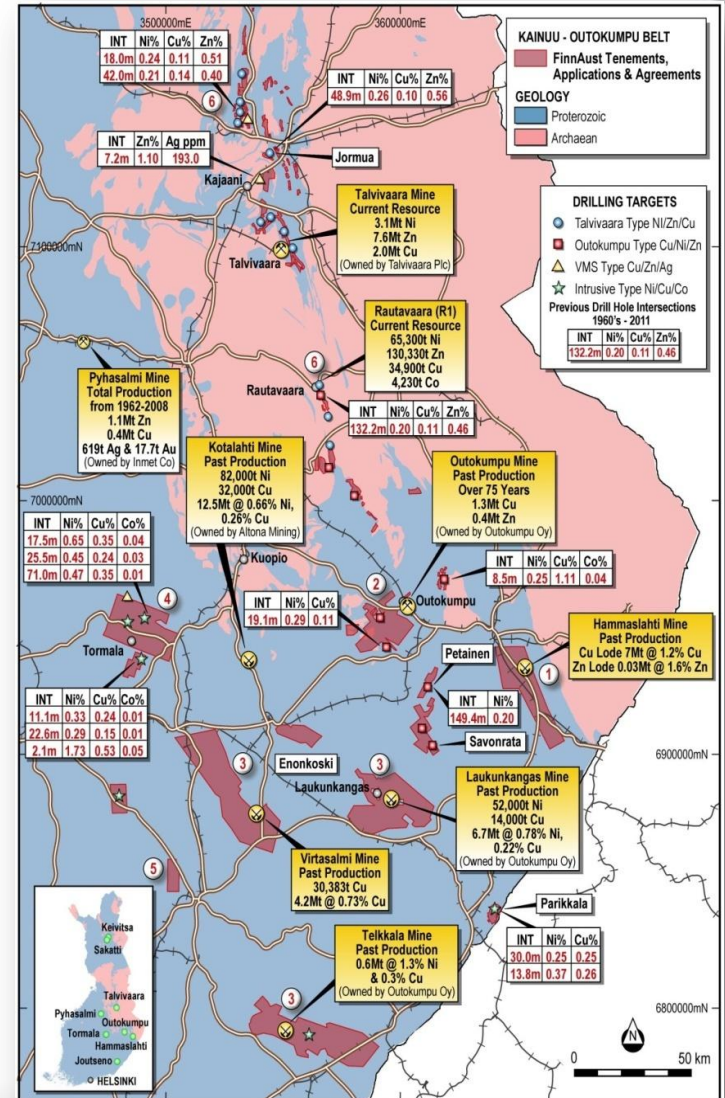 3500000mE
3600000mE
KAINUU - OUTOKUMPU BELT
FinnAust Tenements,
Applications & Agreements
GEOLOGY
Proterozoic
Archaean
INT Ni% Cu% Zn%
18.0m 0.24 0.11 0.51
42.0m 0.21 0.14 0.40
6
INT Ni% Cu% Zn%
48.9m 0.26 0.10 0.56
INT Zn% Ag ppm
7.2m 1.10 193.0
Jormua
Kajaani
Talvivaara Mine
Current Resource
3.1Mt Ni
7.6Mt Zn
2.0Mt Cu
(Owned by Talvivaara Plc)
DRILLING TARGETS
Talvivaara Type NI/Zn/Cu
Outokumpu Type Cu/Ni/Zn
VMS Type Cu/Zn/Ag
Intrusive Type Ni/Cu/Co
Previous Drill Hole Intersections
1960's - 2011
INT Ni% Cu% Zn%
132.2m 0.20 0.11 0.46
7100000mN
Talvivaara
Rautavaara (R1)
Current Resource
65,300t Ni
130,330t Zn
34,900t Cu
4,230t Co
6
Rautavaara
INT Ni% Cu% Zn%
132.2m 0.20 0.11 0.46
Pyhasalmi Mine
Total Production
from 1962-2008
1.1Mt Zn
0.4Mt Cu
619t Ag & 17.7t Au
(Owned by Inmet Co)
Kotalahti Mine
Past Production
82,000t Ni
32,000t Cu
12.5Mt @ 0.66% Ni,
0.26% Cu
(Owned by Altona Mining)
Outokumpu Mine
Past Production
Over 75 Years
1.3Mt Cu
0.4Mt Zn
(Owned by Outokumpu Oy)
7000000mN
INT Ni% Cu% Co%
17.5m 0.65 0.35 0.04
25.5m 0.45 0.24 0.03
71.0m 0.47 0.35 0.01
Kuopio
INT Ni% Cu% Co%
8.5m 0.25 1.11 0.04
4
INT Ni% Cu%
19.1m 0.29 0.11
2
Outokumpu
Tormala
Hammaslahti Mine
Past Production
Cu Lode 7Mt @ 1.2% Cu
Zn Lode 0.03Mt @ 1.6% Zn
1
Petainen
INT Ni%
149.4m 0.20
Savonrata
INT Ni% Cu% Co%
11.1m 0.33 0.24 0.01
22.6m 0.29 0.15 0.01
2.1m 1.73 0.53 0.05
6900000mN
3
Enonkoski
3
Laukunkangas
Laukunkangas Mine
Past Production
52,000t Ni
14,000t Cu
6.7Mt @ 0.78% Ni,
0.22% Cu
(Owned by Outokumpu Oy)
Virtasalmi Mine
Past Production
30,383t Cu
4.2Mt @ 0.73% Cu
5
Parikkala
INT Ni% Cu%
30.0m 0.25 0.25
13.8m 0.37 0.26
Telkkala Mine
Past Production
0.6Mt @ 1.3% Ni
& 0.3% Cu
(Owned by Outokumpu Oy)
3
6800000mN
Keivitsa
Sakatti
Talvivaara
Pyhasalmi
Outokumpu
Tormala
Hammaslahti
Joutseno
HELSINKI
N
0
50 km